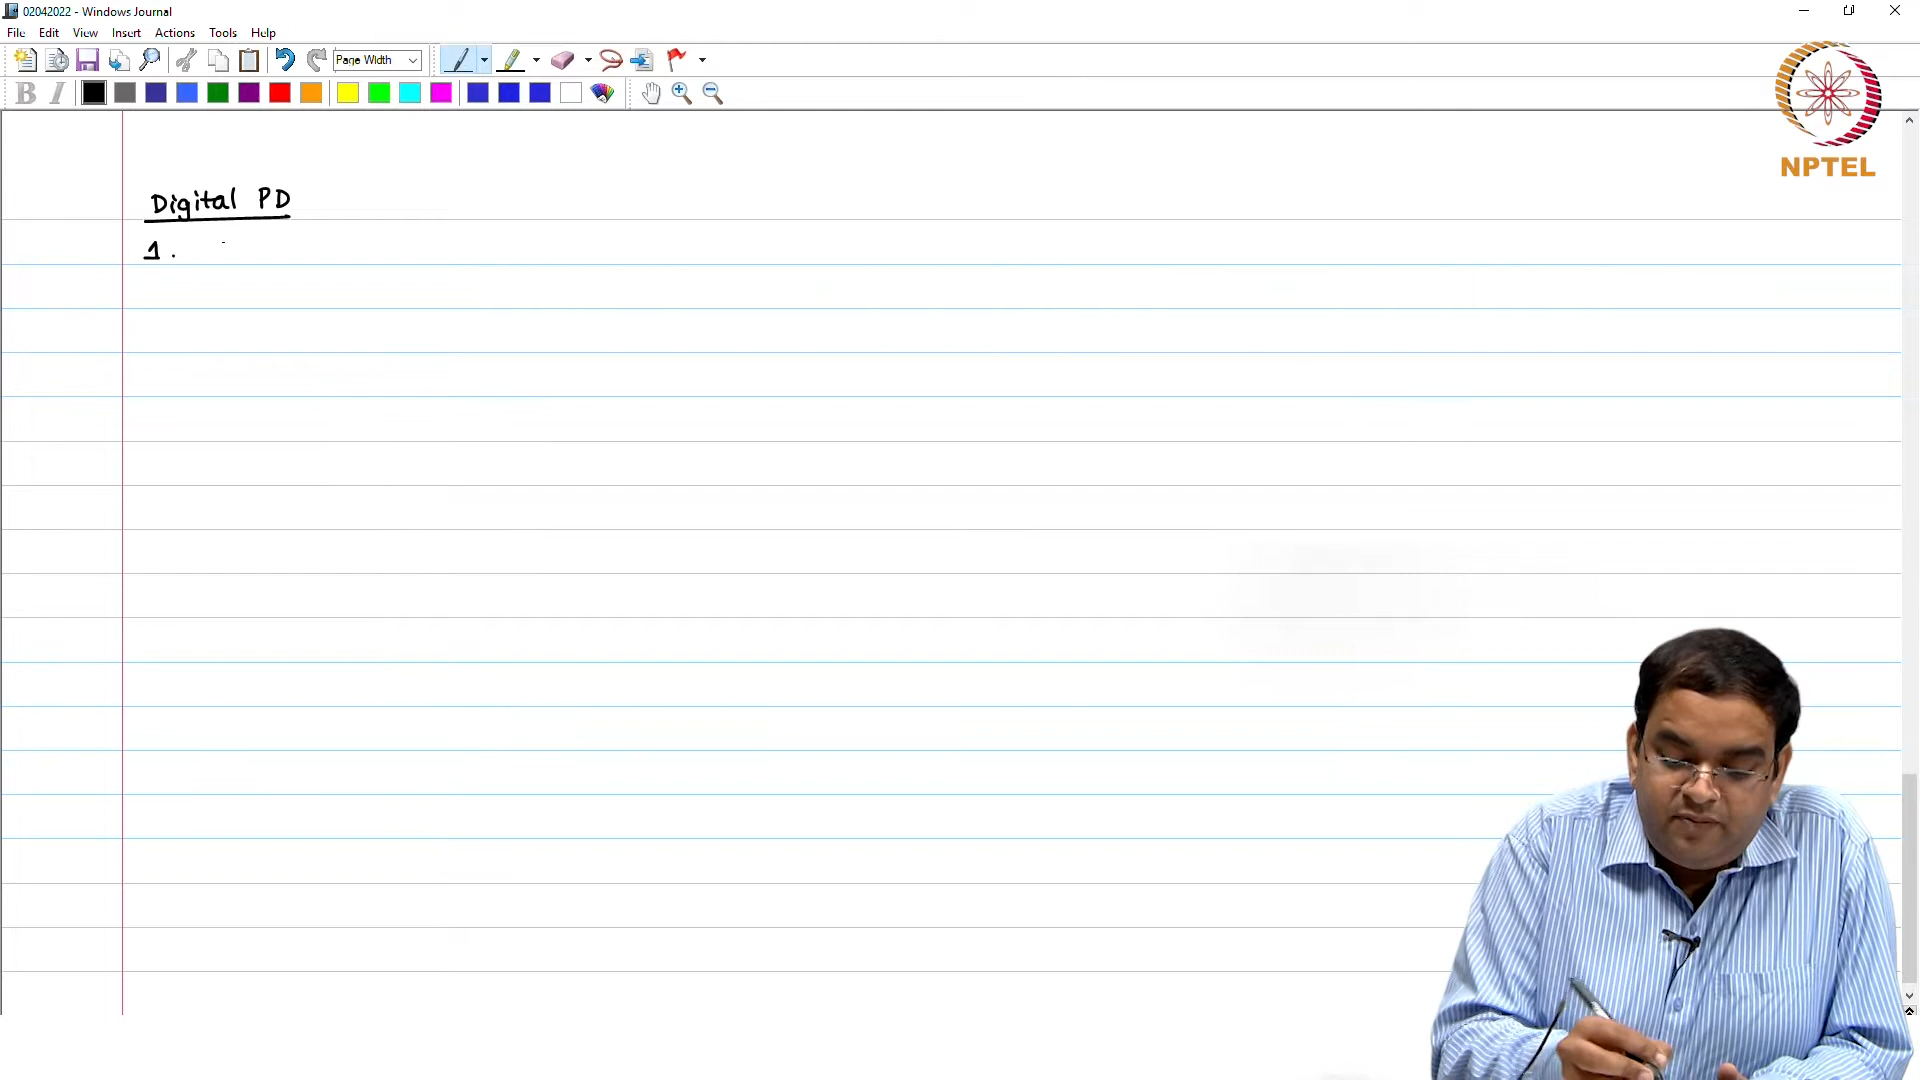 02042022 - Windows Journal
File Edit View Insert Actions Tools Help
Page Width
B I
NPTEL
Digital PD
1.